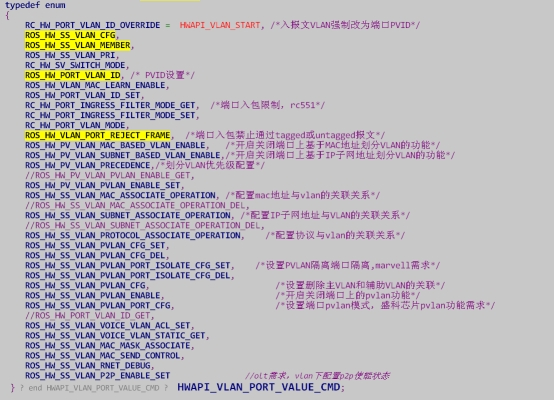 typedef enum
{
RC_HW_PORT_VLAN_ID_OVERRIDE = HWAPI_VLAN_START, /*入报文VLAN强制改为端口PVID*/
ROS_HW_SS_VLAN_CFG,
ROS_HW_SS_VLAN_MEMBER,
ROS_HW_SS_VLAN_PRI,
RC_HW_SV_SWITCH_MODE,
ROS_HW_PORT_VLAN_ID, /* PVID设置*/
ROS_HW_VLAN_MAC_LEARN_ENABLE,
ROS_HW_PORT_VLAN_ID_SET,
RC_HW_PORT_INGRESS_FILTER_MODE_GET, /*端口入包限制，rc551*/
ROS_HW_PORT_INGRESS_FILTER_MODE_SET,
RC_HW_PORT_VLAN_MODE,
ROS_HW_VLAN_PORT_REJECT_FRAME, /*端口入包禁止通过tagged或untagged报文*/
ROS_HW_PV_VLAN_MAC_BASED_VLAN_ENABLE, /*开启关闭端口上基于MAC地址划分VLAN的功能*/
ROS_HW_PV_VLAN_SUBNET_BASED_VLAN_ENABLE,/*开启关闭端口上基于IP子网地址划分VLAN的功能*/
ROS_HW_PV_VLAN_PRECEDENCE,/*划分VLAN优先级配置*/
//ROS_HW_PV_VLAN_PVLAN_ENABLE_GET,
ROS_HW_PV_VLAN_PVLAN_ENABLE_SET,
ROS_HW_SS_VLAN_MAC_ASSOCIATE_OPERATION, /*配置mac地址与vlan的关联关系*/
//ROS_HW_SS_VLAN_MAC_ASSOCIATE_OPERATION_DEL,
ROS_HW_SS_VLAN_SUBNET_ASSOCIATE_OPERATION, /*配置IP子网地址与VLAN的关联关系*/
//ROS_HW_SS_VLAN_SUBNET_ASSOCIATE_OPERATION_DEL,
ROS_HW_SS_VLAN_PROTOCOL_ASSOCIATE_OPERATION, /*配置协议与vlan的关联关系*/
ROS_HW_SS_VLAN_PVLAN_CFG_SET,
ROS_HW_SS_VLAN_PVLAN_CFG_DEL,
ROS_HW_SS_VLAN_PVLAN_PORT_ISOLATE_CFG_SET, /*设置PVLAN隔离端口隔离,marvell需求*/
ROS_HW_SS_VLAN_PVLAN_PORT_ISOLATE_CFG_DEL,
ROS_HW_SS_VLAN_PVLAN_CFG, /*设置删除主VLAN和辅助VLAN的关联*/
ROS_HW_SS_VLAN_PVLAN_ENABLE, /*开启关闭端口上的pvlan功能*/
ROS_HW_SS_VLAN_PVLAN_PORT_CFG, /*设置端口pvlan模式，盛科芯片pvlan功能需求*/
//ROS_HW_PORT_VLAN_ID_GET,
ROS_HW_SS_VLAN_VOICE_VLAN_ACL_SET,
ROS_HW_SS_VLAN_VOICE_VLAN_STATIC_GET,
ROS_HW_SS_VLAN_MAC_MASK_ASSOCIATE,
ROS_HW_SS_VLAN_MAC_SEND_CONTROL,
ROS_HW_SS_VLAN_RNET_DEBUG,
ROS_HW_SS_VLAN_P2P_ENABLE_SET //olt需求，vlan下配置p2p使能状态
} ? end HWAPI_VLAN_PORT_VALUE_CMD ? HWAPI_VLAN_PORT_VALUE_CMD;